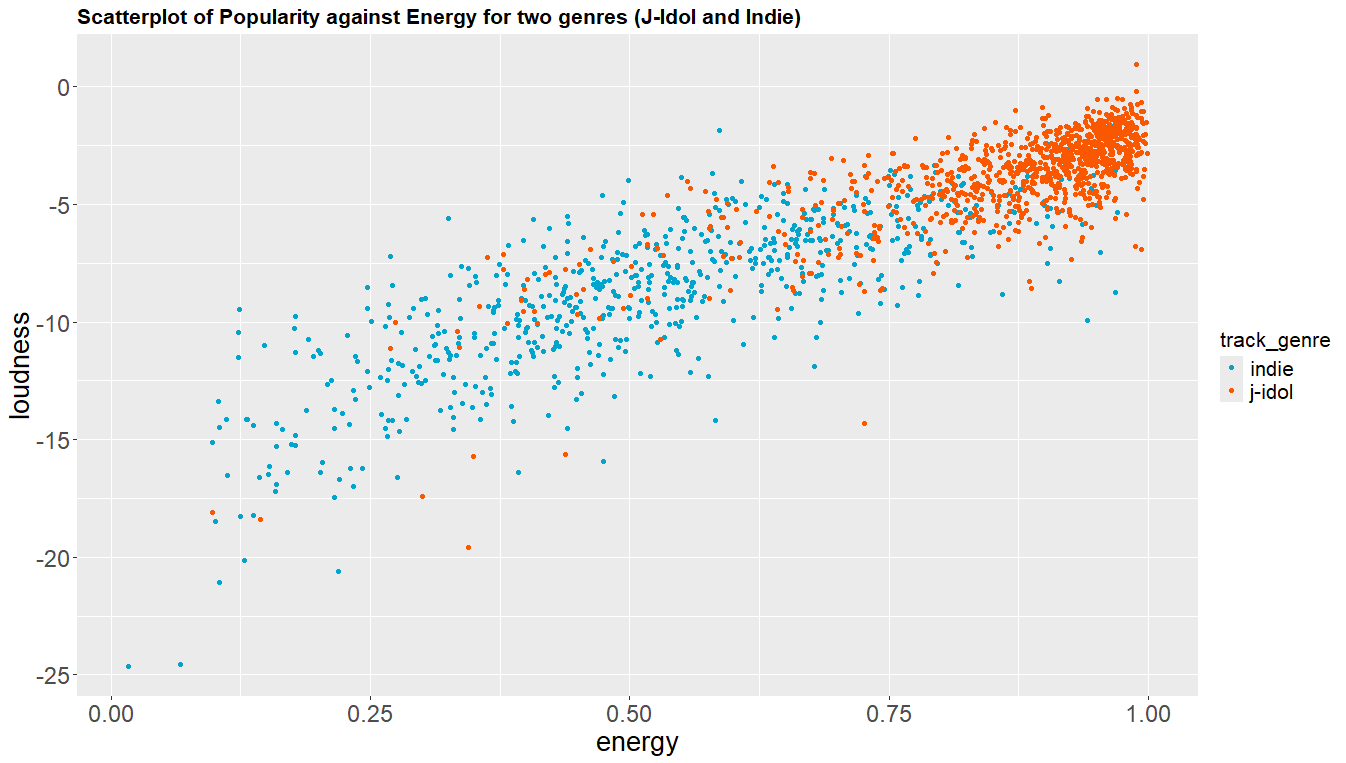 Scatterplot of Popularity against Energy for two genres (J-Idol and Indie)
0
-5
-10
-15
-20
-25
loudness
0.00 0.25 0.50 0.75 1.00
energy
track_genre
indie
j-idol